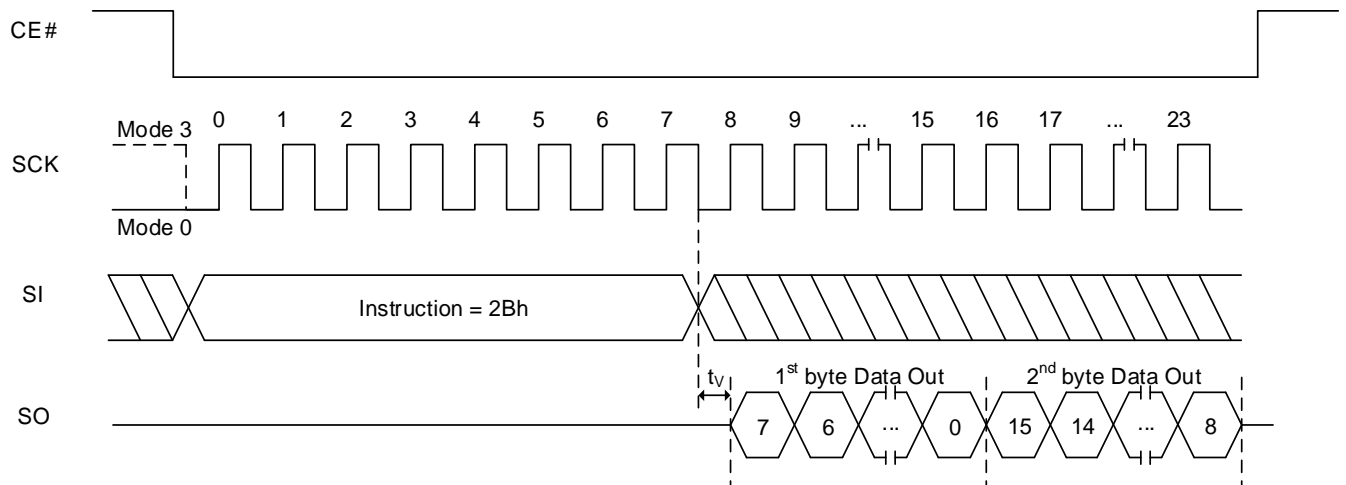 CE#
0 1 2 3 4 5 6 7 8 9 ... 15 16 17 ... 23
Mode 3
SCK
Mode 0
SI
Instruction = 2Bh
tV 1st byte Data Out 2nd byte Data Out
SO
7 6 ... 0 15 14 ... 8